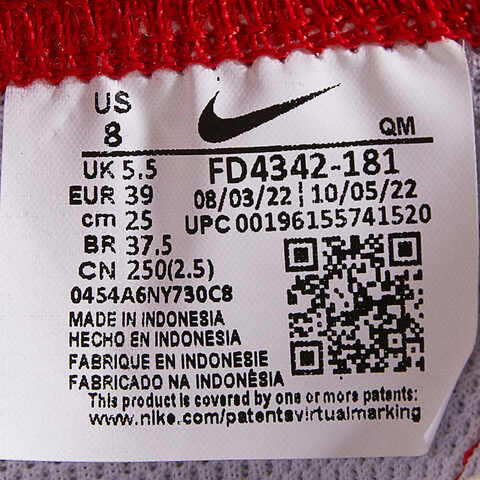 US
8
QM
UK 5.5
FD4342-181
EUR 39
08/03/22 | 10/05/22
cm 25
UPC 00196155741520
BR 37.5
CN 250(2.5)
0454A6NY730C8
MADE IN INDONESIA
HECHO EN INDONESIA
FABRIQUE EN INDONESIE
FABRICADO NA INDONÉSIA
This product is covered by one or more patents:
www.nike.com/patentsvirtualmarking